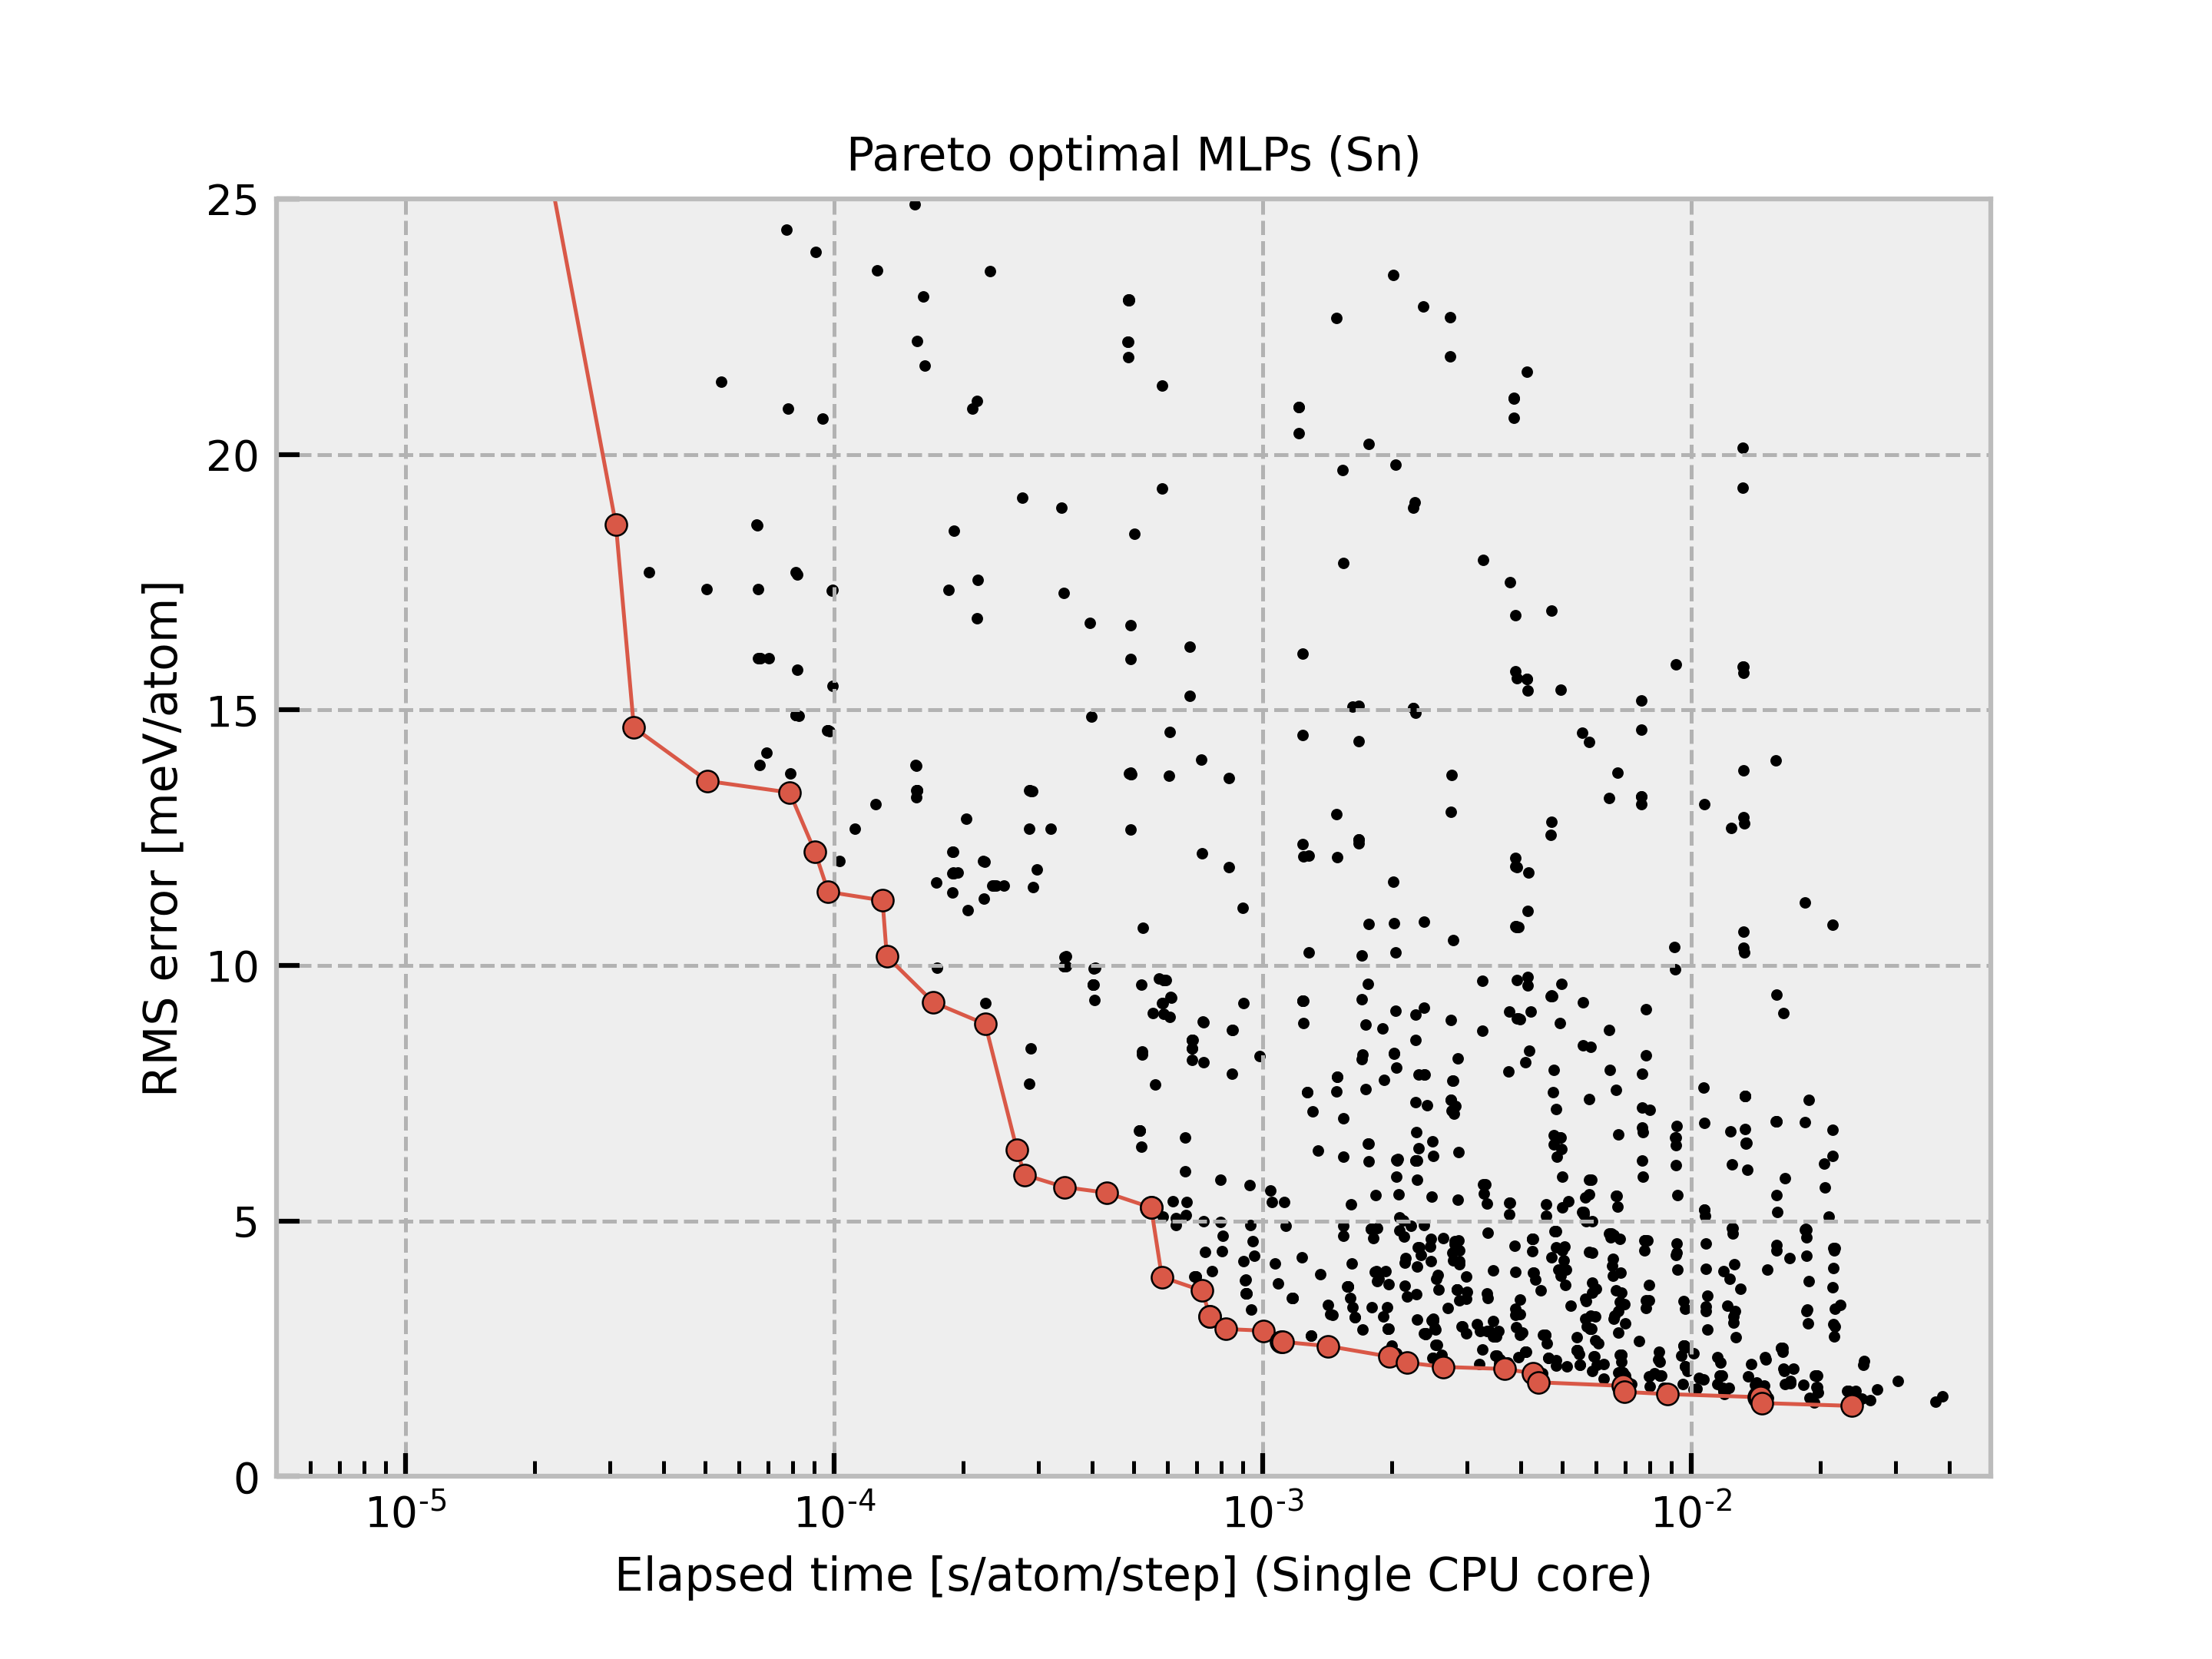 Pareto optimal MLPs (Sn)
25
20
15
10
5
0
RMS error [meV/atom]
10^-5 10^-4 10^-3 10^-2
Elapsed time [s/atom/step] (Single CPU core)